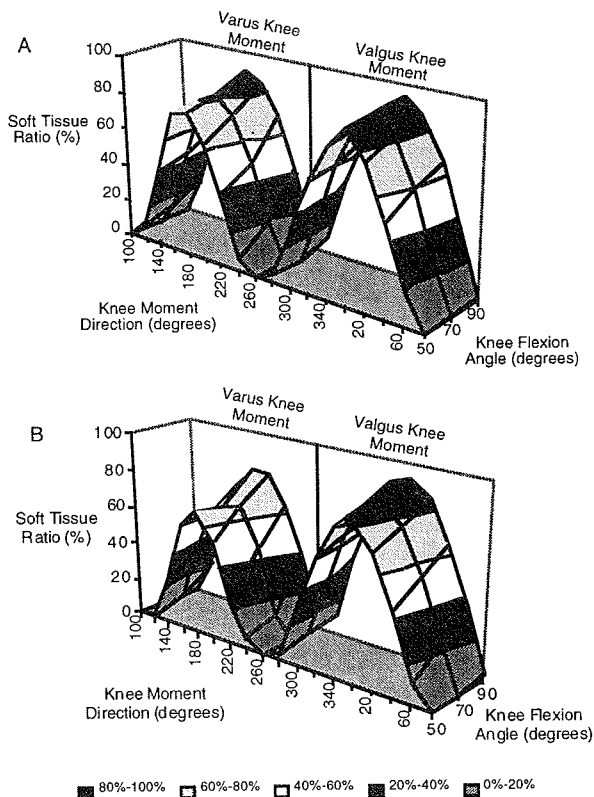 A
Varus Knee
Moment
Valgus Knee
Moment
100
80
60
40
20
0
Soft Tissue
Ratio (%)
100
140
180
220
260
300
340
20
60
50
70
90
Knee Moment
Direction (degrees)
Knee Flexion
Angle (degrees)
B
Varus Knee
Moment
Valgus Knee
Moment
100
80
60
40
20
0
Soft Tissue
Ratio (%)
100
140
180
220
260
300
340
20
60
50
70
90
Knee Moment
Direction (degrees)
Knee Flexion
Angle (degrees)
80%-100% 60%-80% 40%-60% 20%-40% 0%-20%